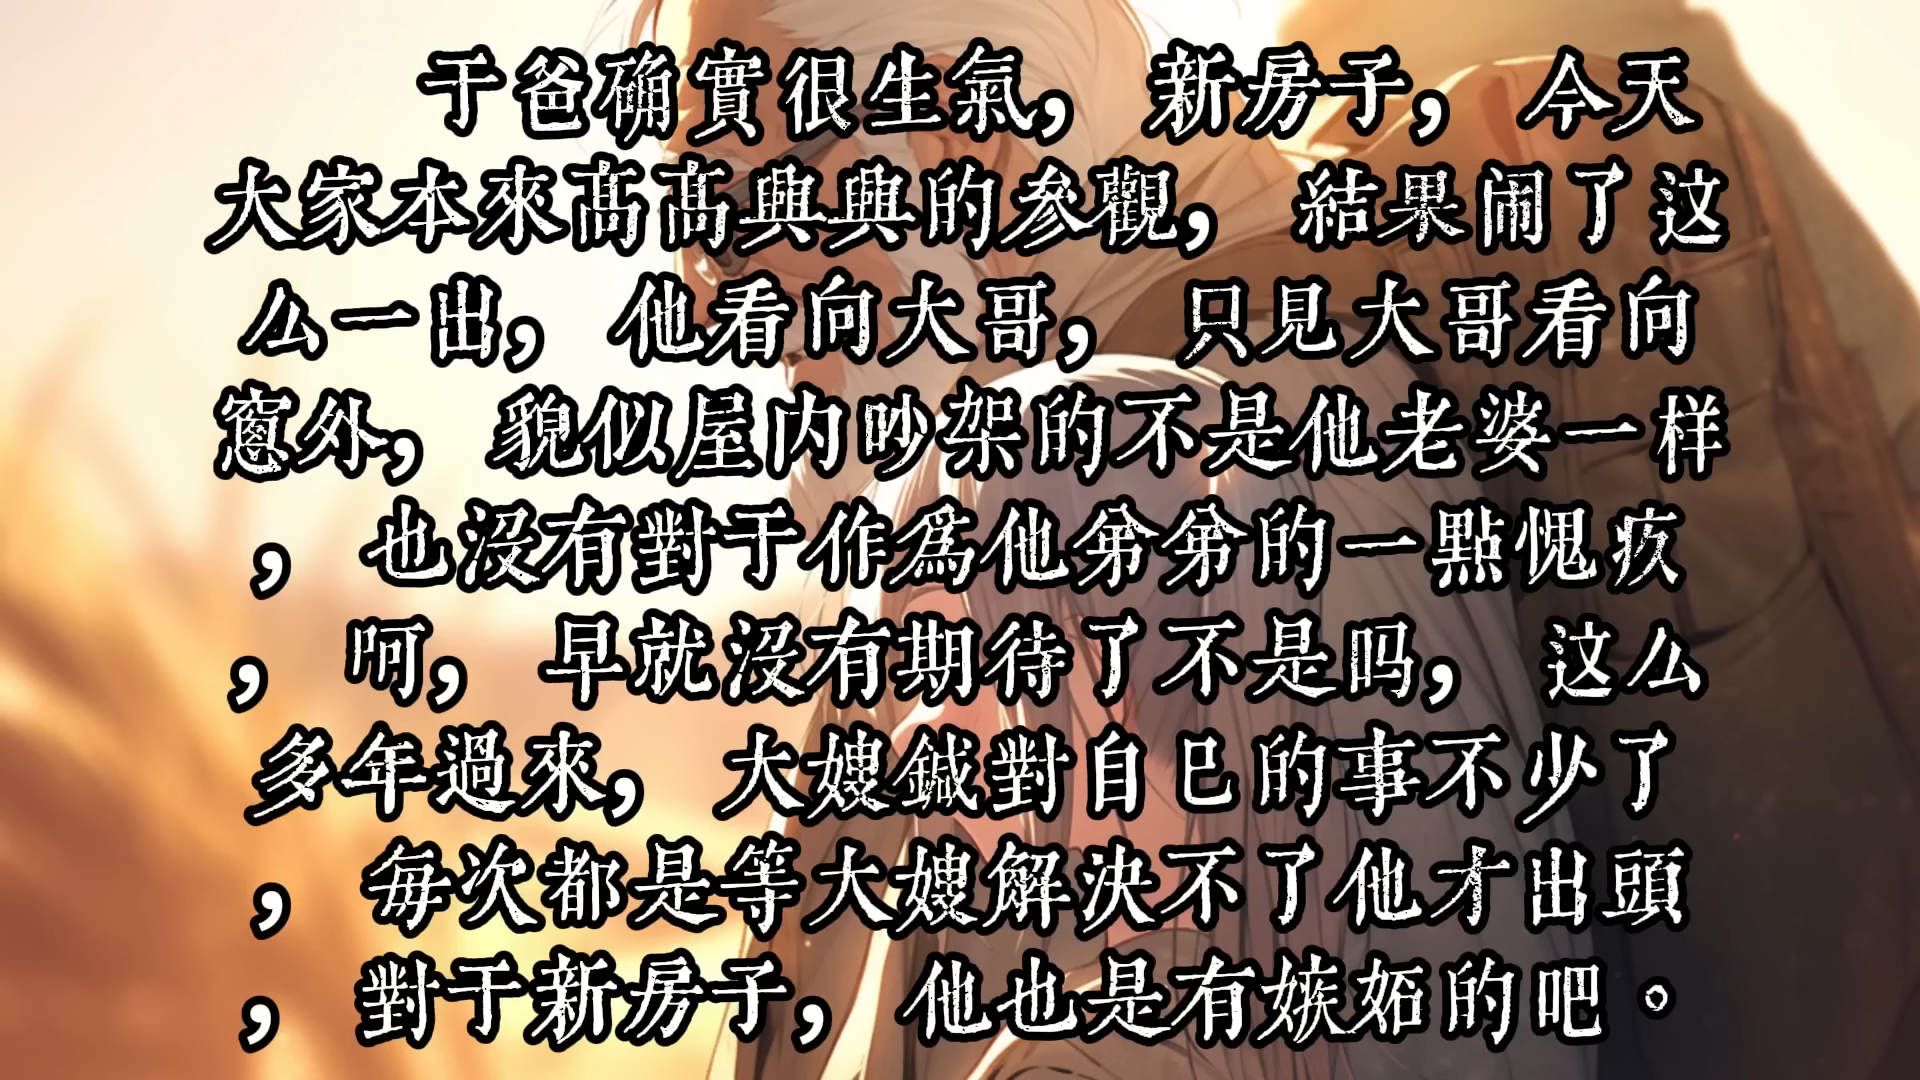 于爸确實很生氣， 新房子， 今天
大家本來高高興興的參觀， 結果闹了这
么一出， 他看向大哥， 只見大哥看向
窗外， 貌似屋内吵架的不是他老婆一样
， 也沒有對于作爲他弟弟的一點愧疚
， 呵， 早就沒有期待了不是吗， 这么
多年過來， 大嫂鍼對自已的事不少了
， 每次都是等大嫂解決不了他才出頭
， 對于新房子， 他也是有嫉妬的吧。